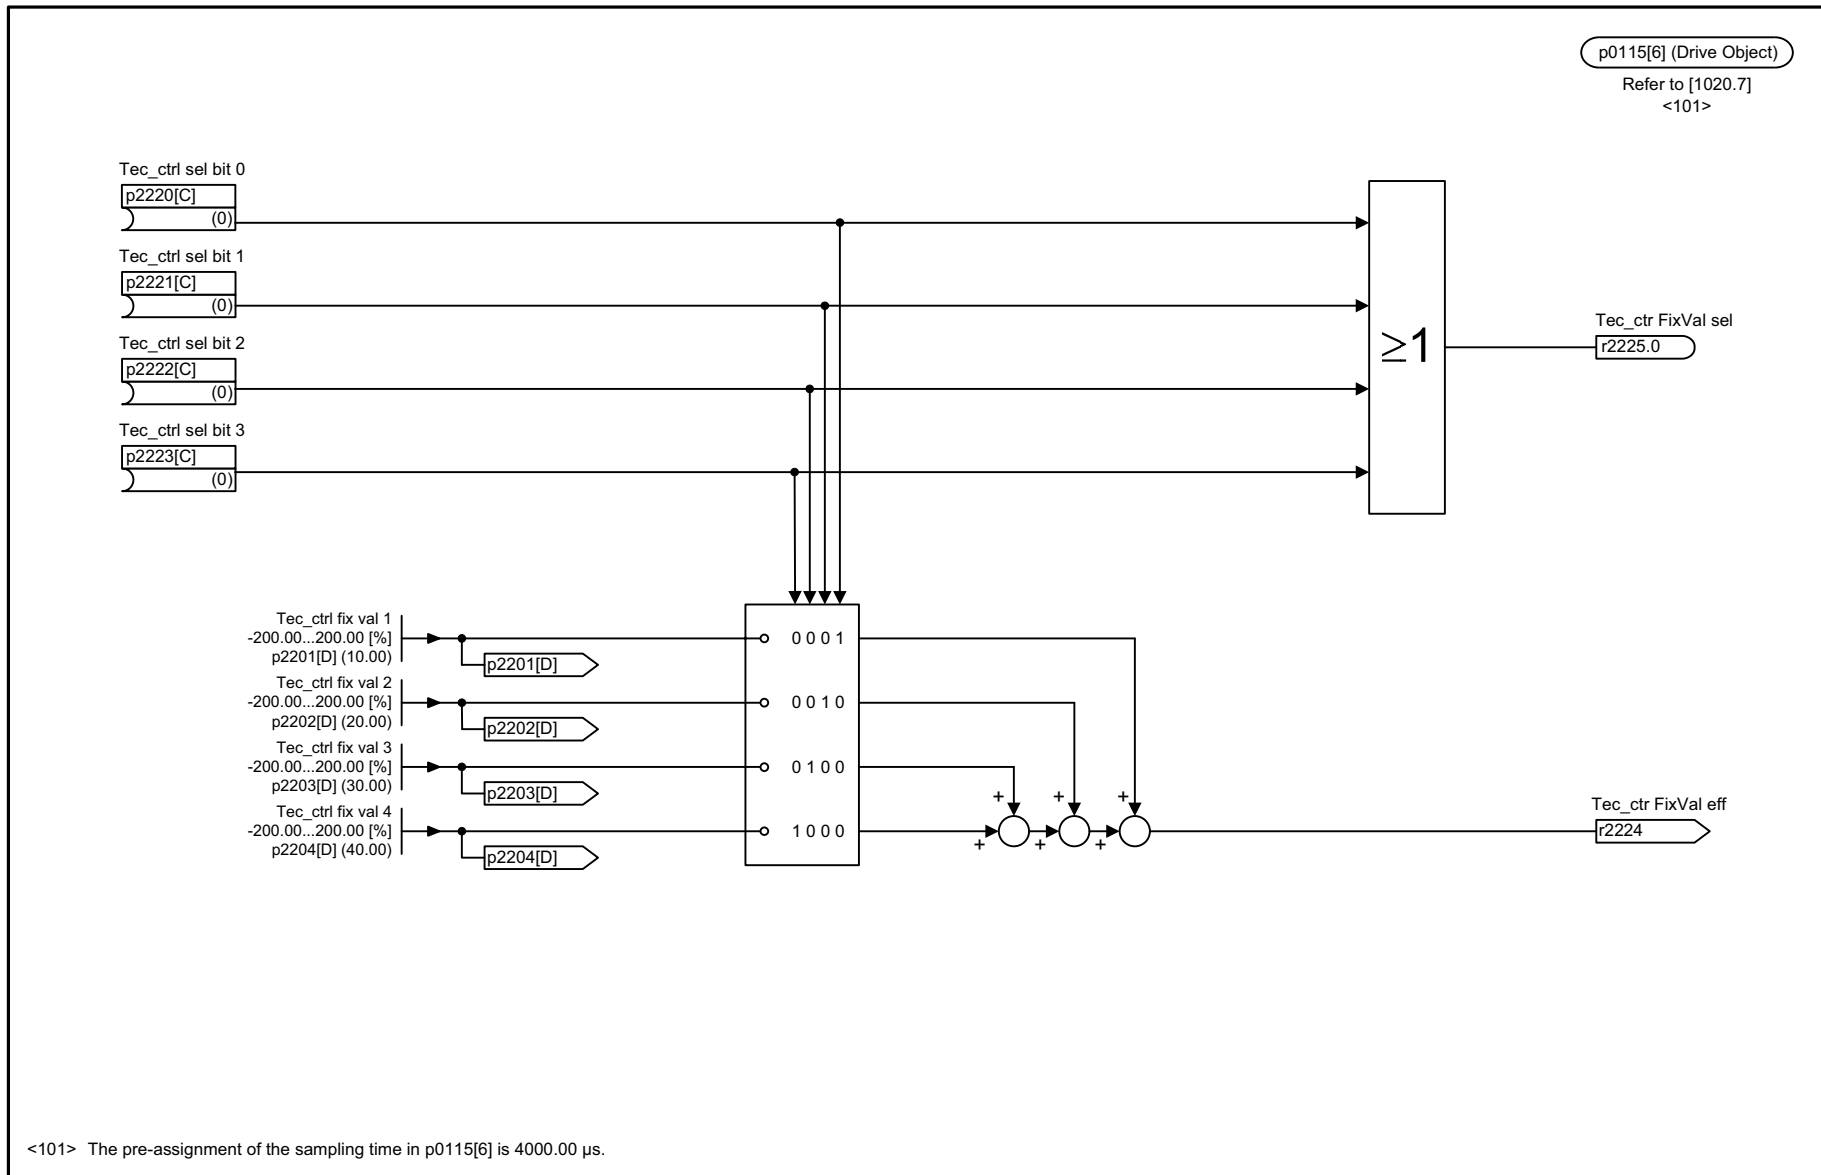 p0115[6] (Drive Object)
Refer to [1020.7]
<101>
Tec_ctrl sel bit 0
p2220[C]
(0)
Tec_ctrl sel bit 1
p2221[C]
(0)
Tec_ctrl sel bit 2
p2222[C]
(0)
Tec_ctrl sel bit 3
p2223[C]
(0)
≥1
Tec_ctr FixVal sel
r2225.0
Tec_ctrl fix val 1
-200.00...200.00 [%]
p2201[D] (10.00)
p2201[D]
0 0 0 1
Tec_ctrl fix val 2
-200.00...200.00 [%]
p2202[D] (20.00)
p2202[D]
0 0 1 0
Tec_ctrl fix val 3
-200.00...200.00 [%]
p2203[D] (30.00)
p2203[D]
0 1 0 0
Tec_ctrl fix val 4
-200.00...200.00 [%]
p2204[D] (40.00)
p2204[D]
1 0 0 0
+ + +
+ + +
Tec_ctr FixVal eff
r2224
<101> The pre-assignment of the sampling time in p0115[6] is 4000.00 µs.